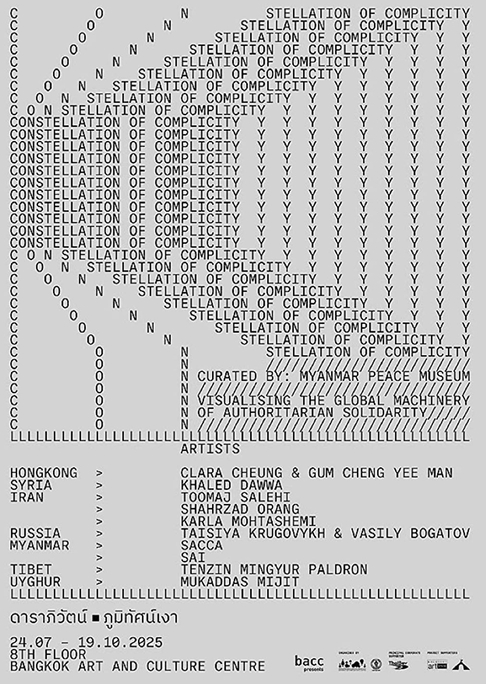 C O N STELLATION OF COMPLICITY
C O N STELLATION OF COMPLICITY Y
C O N STELLATION OF COMPLICITY Y Y
C O N STELLATION OF COMPLICITY Y Y Y
C O N STELLATION OF COMPLICITY Y Y Y Y
C O N STELLATION OF COMPLICITY Y Y Y Y Y
C O N STELLATION OF COMPLICITY Y Y Y Y Y Y
C O N STELLATION OF COMPLICITY Y Y Y Y Y Y Y
C O N STELLATION OF COMPLICITY Y Y Y Y Y Y Y Y
CONSTELLATION OF COMPLICITY Y Y Y Y Y Y Y Y Y
CONSTELLATION OF COMPLICITY Y Y Y Y Y Y Y Y Y
CONSTELLATION OF COMPLICITY Y Y Y Y Y Y Y Y Y
CONSTELLATION OF COMPLICITY Y Y Y Y Y Y Y Y Y
CONSTELLATION OF COMPLICITY Y Y Y Y Y Y Y Y Y
CONSTELLATION OF COMPLICITY Y Y Y Y Y Y Y Y Y
CONSTELLATION OF COMPLICITY Y Y Y Y Y Y Y Y Y
CONSTELLATION OF COMPLICITY Y Y Y Y Y Y Y Y Y
CONSTELLATION OF COMPLICITY Y Y Y Y Y Y Y Y Y
CONSTELLATION OF COMPLICITY Y Y Y Y Y Y Y Y Y
CONSTELLATION OF COMPLICITY Y Y Y Y Y Y Y Y Y
C O N STELLATION OF COMPLICITY Y Y Y Y Y Y Y Y
C O N STELLATION OF COMPLICITY Y Y Y Y Y Y Y
C O N STELLATION OF COMPLICITY Y Y Y Y Y Y
C O N STELLATION OF COMPLICITY Y Y Y Y Y
C O N STELLATION OF COMPLICITY Y Y Y Y
C O N STELLATION OF COMPLICITY Y Y Y
C O N STELLATION OF COMPLICITY Y Y
C O N STELLATION OF COMPLICITY Y
C O N STELLATION OF COMPLICITY
C O N ////////////////////////
C O N CURATED BY: MYANMAR PEACE MUSEUM
C O N ////////////////////////////////
C O N VISUALISING THE GLOBAL MACHINERY
C O N OF AUTHORITARIAN SOLIDARITY/////
C O N ////////////////////////////////
LLLLLLLLLLLLLLLLLLLLLLLLLLLLLLLLLLLLLLLLLLLLLLLLLLLLLL
ARTISTS
HONGKONG > CLARA CHEUNG & GUM CHENG YEE MAN
SYRIA > KHALED DAWWA
IRAN > TOOMAJ SALEHI
SHAHRZAD ORANG
KARLA MOHTASHEMI
RUSSIA > TAISIYA KRUGOVYKH & VASILY BOGATOV
MYANMAR > SACCA
> SAI
TIBET > TENZIN MINGYUR PALDRON
UYGHUR > MUKADDAS MIJIT
LLLLLLLLLLLLLLLLLLLLLLLLLLLLLLLLLLLLLLLLLLLLLLLLLLLLLL
ดาราภิวัตน์ ■ ภูมิทัศน์เงา
24.07 – 19.10.2025
8TH FLOOR
BANGKOK ART AND CULTURE CENTRE
bacc
presents